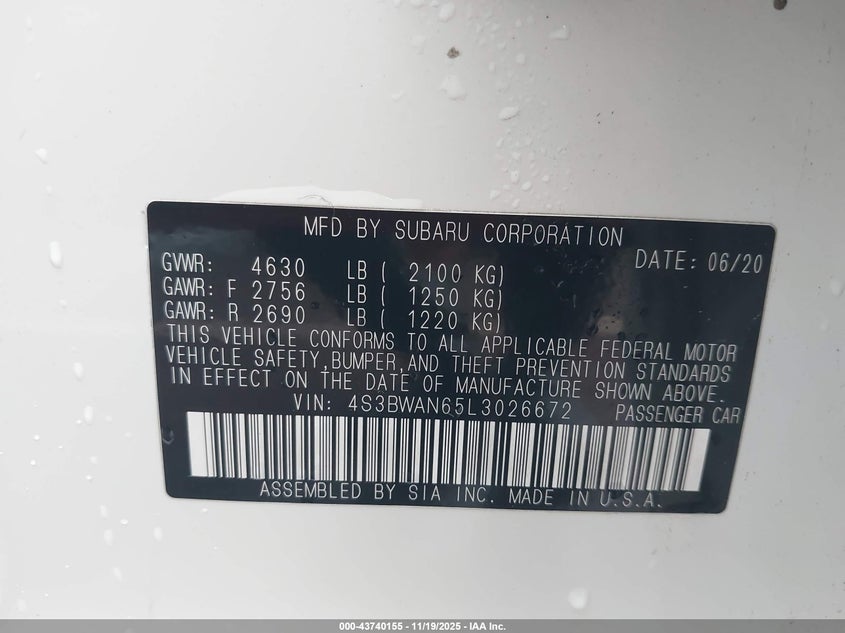 MFD BY SUBARU CORPORATION
GVWR: 4630 LB ( 2100 KG) DATE: 06/20
GAWR: F 2756 LB ( 1250 KG)
GAWR: R 2690 LB ( 1220 KG)
THIS VEHICLE CONFORMS TO ALL APPLICABLE FEDERAL MOTOR
VEHICLE SAFETY,BUMPER,AND THEFT PREVENTION STANDARDS
IN EFFECT ON THE DATE OF MANUFACTURE SHOWN ABOVE.
VIN: 4S3BWAN65L3026672 PASSENGER CAR
ASSEMBLED BY SIA INC. MADE IN U.S.A.
000-43740155 - 11/19/2025 - IAA Inc.